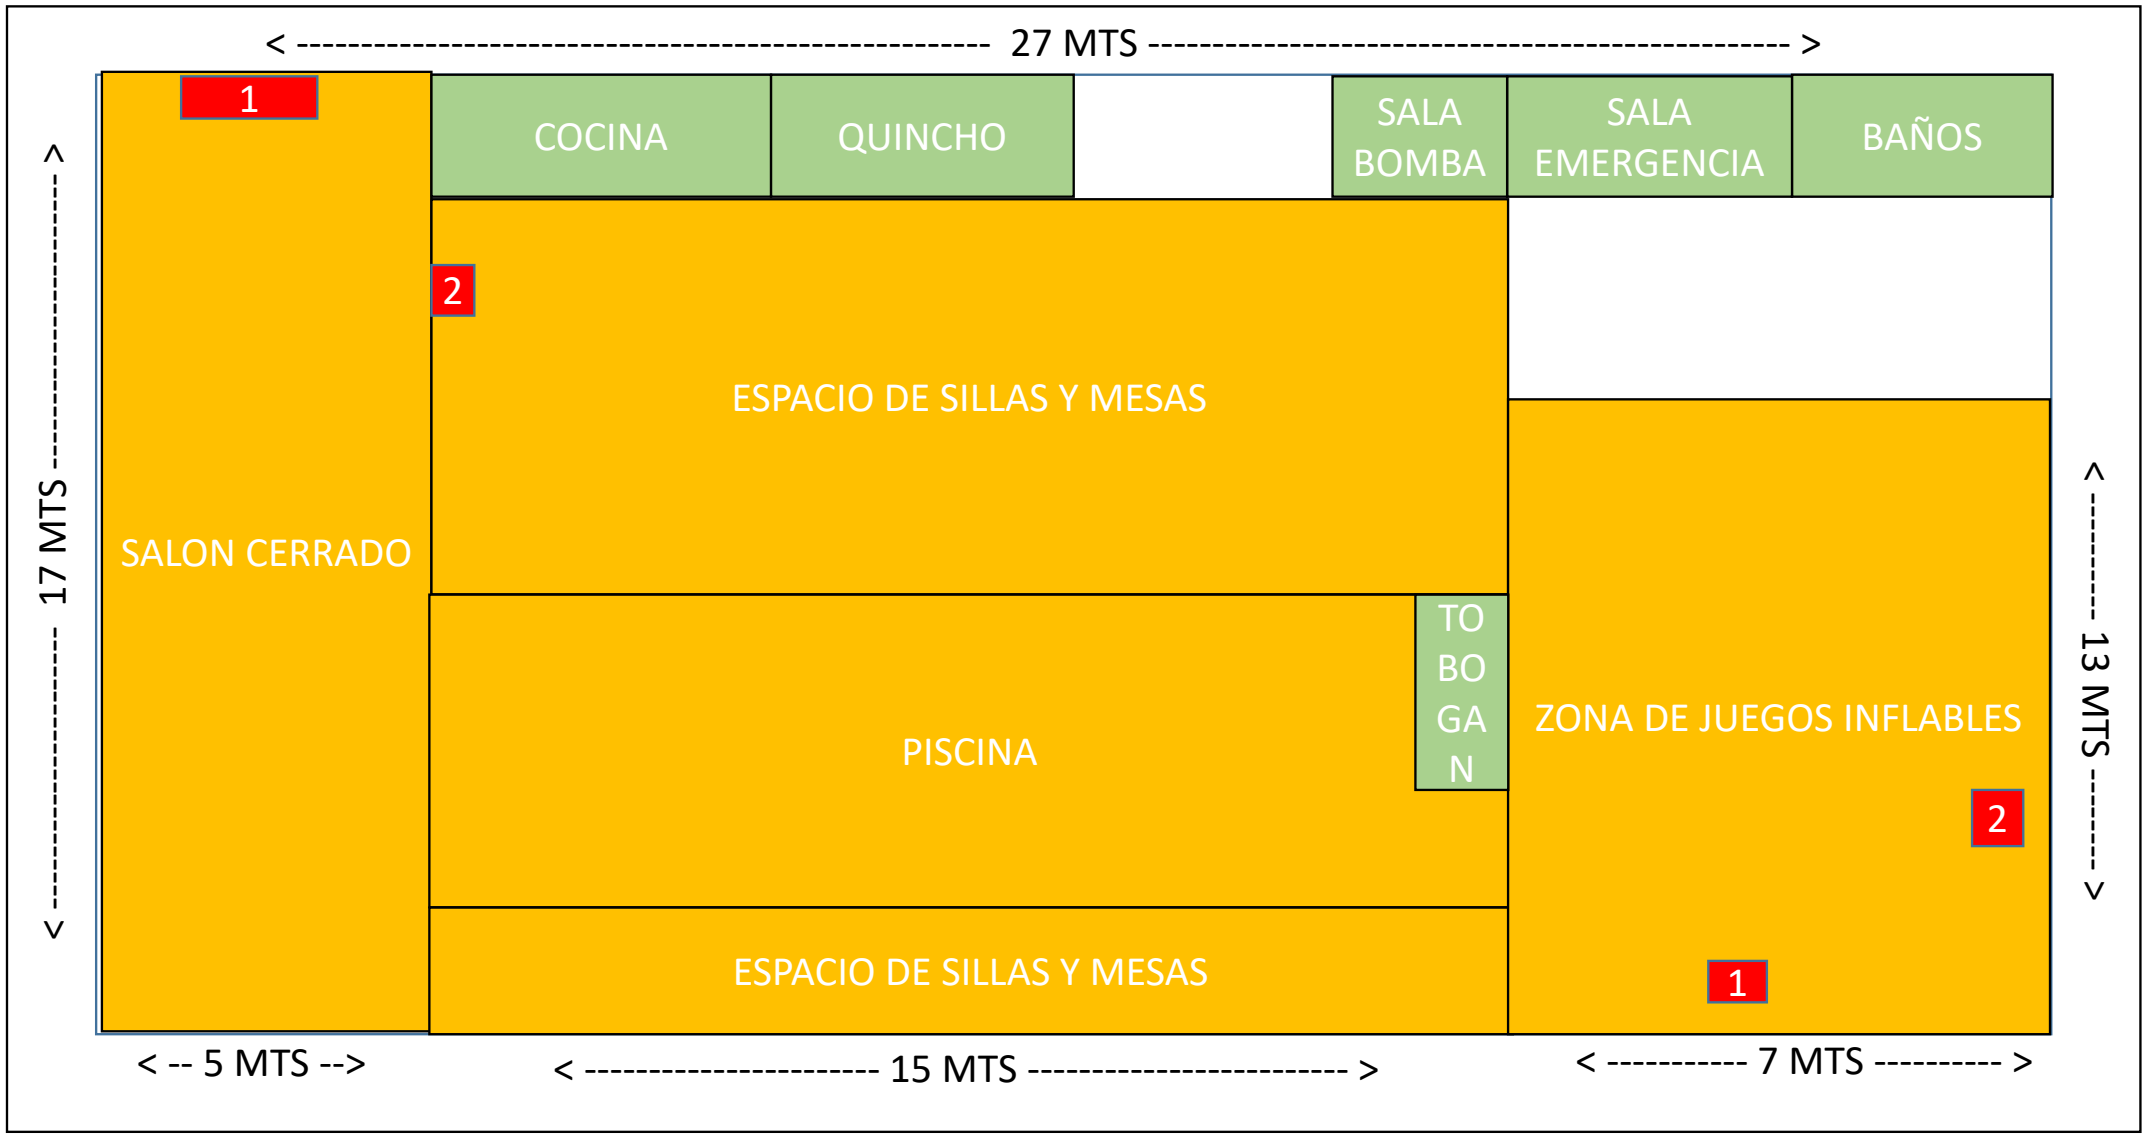 < ------------------------------------------------------ 27 MTS -------------------------------------------------- >
1
COCINA
QUINCHO
SALA
BOMBA
SALA
EMERGENCIA
BAÑOS
2
ESPACIO DE SILLAS Y MESAS
< ---------------------- 17 MTS ------------------------ >
SALON CERRADO
TO
BO
GA
N
PISCINA
ZONA DE JUEGOS INFLABLES
< ---------- 13 MTS -------- >
2
ESPACIO DE SILLAS Y MESAS
1
< -- 5 MTS -->
< ----------------------- 15 MTS ------------------------- >
< ----------- 7 MTS ---------- >